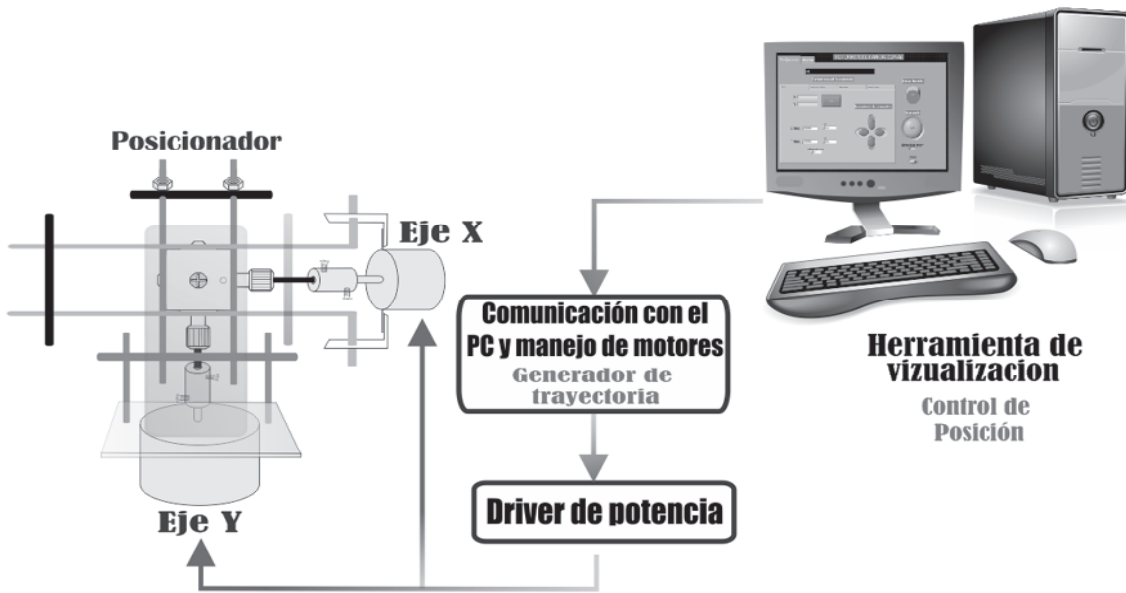 Posicionador
Eje X
Eje Y
Comunicación con el
PC y manejo de motores
Generador de
trayectoria
Driver de potencia
Herramienta de
vizualizacion
Control de
Posición